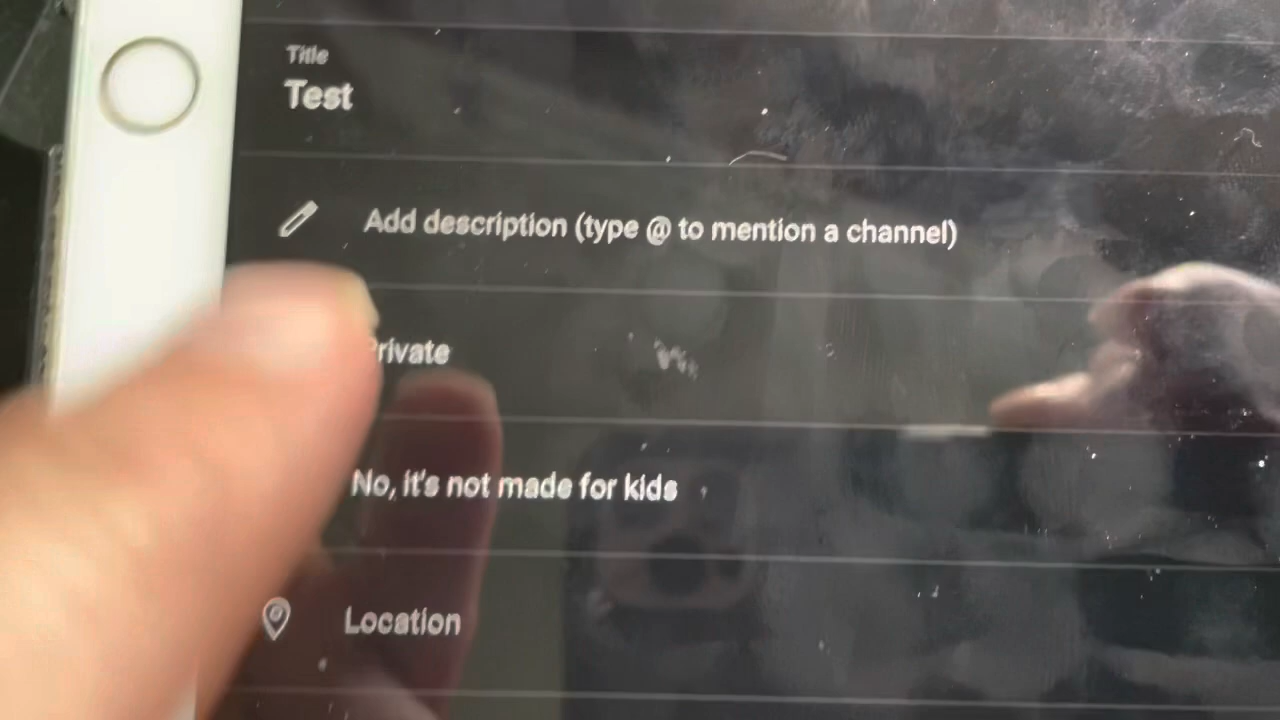 Title
Test
Add description (type @ to mention a channel)
Private
No, it's not made for kids
Location